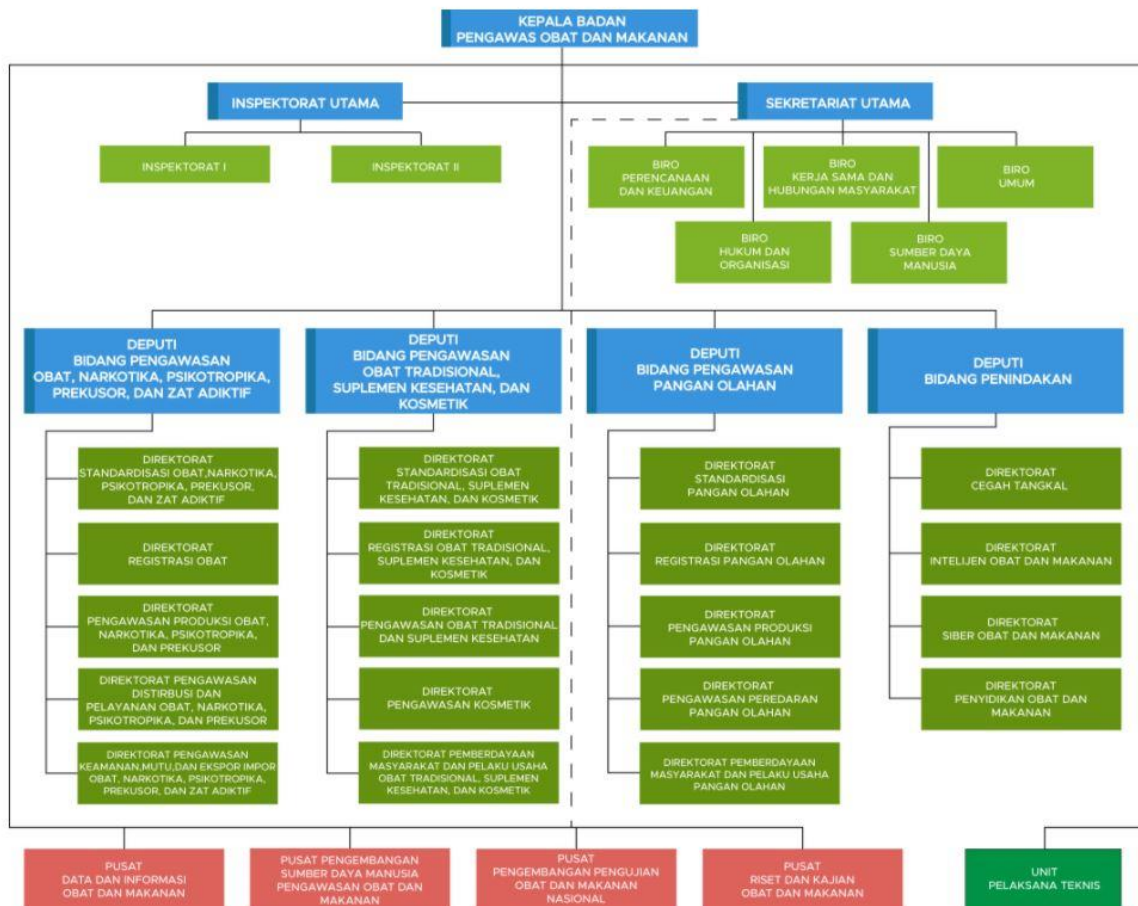 KEPALA BADAN
PENGAWAS OBAT DAN MAKANAN
INSPEKTORAT UTAMA
SEKRETARIAT UTAMA
INSPEKTORAT I
INSPEKTORAT II
BIRO
PERENCANAAN
DAN KEUANGAN
BIRO
KERJA SAMA DAN
HUBUNGAN MASYARAKAT
BIRO
UMUM
BIRO
HUKUM DAN
ORGANISASI
BIRO
SUMBER DAYA
MANUSIA
DEPUTI
BIDANG PENGAWASAN
OBAT, NARKOTIKA, PSIKOTROPIKA,
PREKUSOR, DAN ZAT ADIKTIF
DEPUTI
BIDANG PENGAWASAN
OBAT TRADISIONAL,
SUPLEMEN KESEHATAN, DAN
KOSMETIK
DEPUTI
BIDANG PENGAWASAN
PANGAN OLAHAN
DEPUTI
BIDANG PENINDAKAN
DIREKTORAT
STANDARDISASI OBAT,NARKOTIKA,
PSIKOTROPIKA, PREKUSOR,
DAN ZAT ADIKTIF
DIREKTORAT
REGISTRASI OBAT
DIREKTORAT
PENGAWASAN PRODUKSI OBAT,
NARKOTIKA, PSIKOTROPIKA,
DAN PREKUSOR
DIREKTORAT PENGAWASAN
DISTIRBUSI DAN
PELAYANAN OBAT, NARKOTIKA,
PSIKOTROPIKA, DAN PREKUSOR
DIREKTORAT PENGAWASAN
KEAMANAN,MUTU,DAN EKSPOR IMPOR
OBAT, NARKOTIKA, PSIKOTROPIKA,
PREKUSOR, DAN ZAT ADIKTIF
DIREKTORAT
STANDARDISASI OBAT
TRADISIONAL, SUPLEMEN
KESEHATAN, DAN KOSMETIK
DIREKTORAT
REGISTRASI OBAT TRADISIONAL,
SUPLEMEN KESEHATAN, DAN
KOSMETIK
DIREKTORAT
PENGAWASAN OBAT TRADISIONAL
DAN SUPLEMEN KESEHATAN
DIREKTORAT
PENGAWASAN KOSMETIK
DIREKTORAT PEMBERDAYAAN
MASYARAKAT DAN PELAKU USAHA
OBAT TRADISIONAL, SUPLEMEN
KESEHATAN, DAN KOSMETIK
DIREKTORAT
STANDARDISASI
PANGAN OLAHAN
DIREKTORAT
REGISTRASI PANGAN OLAHAN
DIREKTORAT
PENGAWASAN PRODUKSI
PANGAN OLAHAN
DIREKTORAT
PENGAWASAN PEREDARAN
PANGAN OLAHAN
DIREKTORAT PEMBERDAYAAN
MASYARAKAT DAN PELAKU USAHA
PANGAN OLAHAN
DIREKTORAT
CEGAH TANGKAL
DIREKTORAT
INTELIJEN OBAT DAN MAKANAN
DIREKTORAT
SIBER OBAT DAN MAKANAN
DIREKTORAT
PENYIDIKAN OBAT DAN
MAKANAN
PUSAT
DATA DAN INFORMASI
OBAT DAN MAKANAN
PUSAT PENGEMBANGAN
SUMBER DAYA MANUSIA
PENGAWASAN OBAT DAN
MAKANAN
PUSAT
PENGEMBANGAN PENGUJIAN
OBAT DAN MAKANAN
NASIONAL
PUSAT
RISET DAN KAJIAN
OBAT DAN MAKANAN
UNIT
PELAKSANA TEKNIS